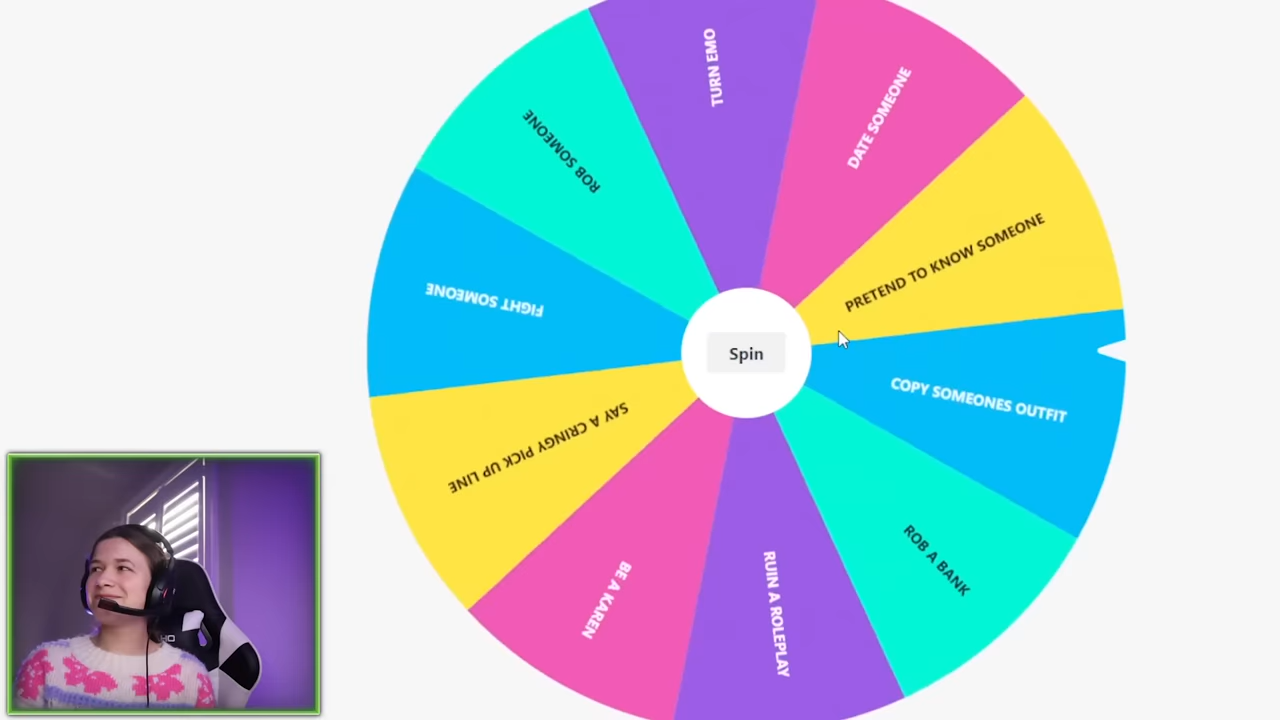 TURN EMO
DATE SOMEONE
PRETEND TO KNOW SOMEONE
COPY SOMEONES OUTFIT
ROB A BANK
RUIN A ROLEPLAY
BE A KAREN
SAY A CRINGY PICK UP LINE
FIGHT SOMEONE
ROB SOMEONE
Spin